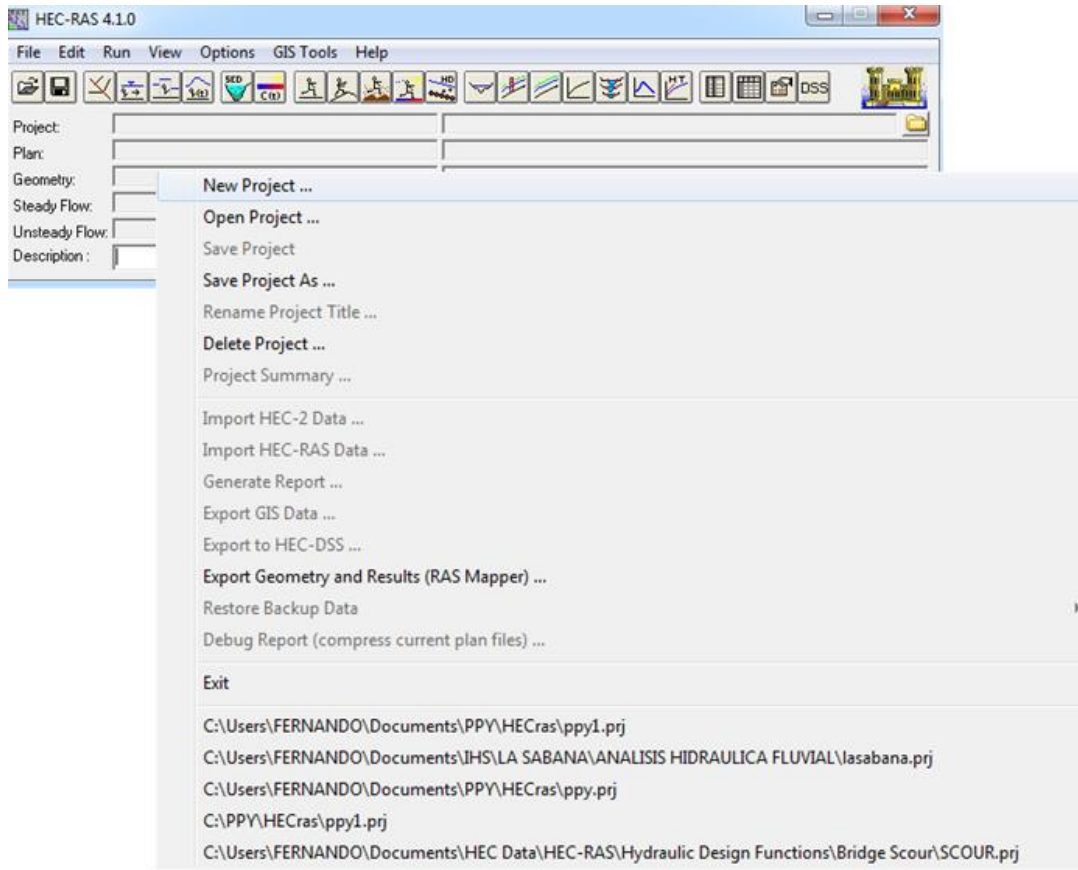 HEC-RAS 4.1.0
File Edit Run View Options GIS Tools Help
SED C(t) HD HT DSS
Project:
Plan:
Geometry:
Steady Flow:
Unsteady Flow:
Description :
New Project ...
Open Project ...
Save Project
Save Project As ...
Rename Project Title ...
Delete Project ...
Project Summary ...
Import HEC-2 Data ...
Import HEC-RAS Data ...
Generate Report ...
Export GIS Data ...
Export to HEC-DSS ...
Export Geometry and Results (RAS Mapper) ...
Restore Backup Data
Debug Report (compress current plan files) ...
Exit
C:\Users\FERNANDO\Documents\PPY\HECras\ppy1.prj
C:\Users\FERNANDO\Documents\IHS\LA SABANA\ANALISIS HIDRAULICA FLUVIAL\lasabana.prj
C:\Users\FERNANDO\Documents\PPY\HECras\ppy.prj
C:\PPY\HECras\ppy1.prj
C:\Users\FERNANDO\Documents\HEC Data\HEC-RAS\Hydraulic Design Functions\Bridge Scour\SCOUR.prj